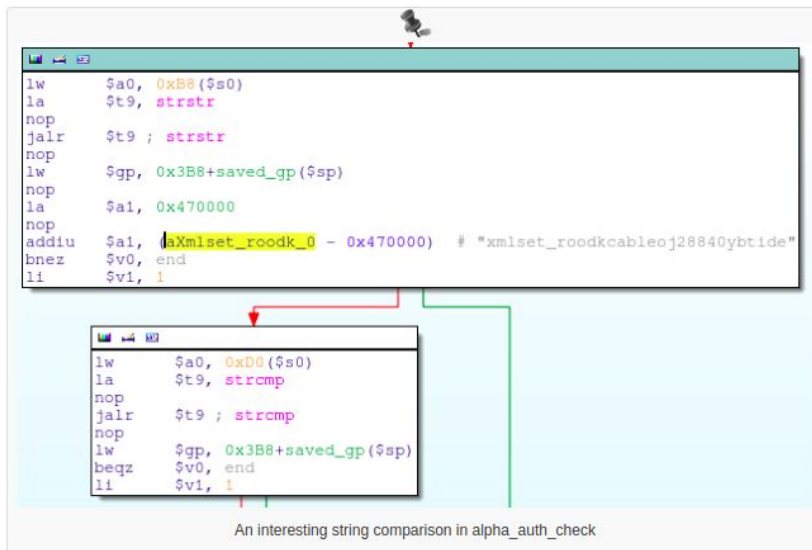 lw $a0, 0xB8($s0)
la $t9, strstr
nop
jalr $t9 ; strstr
nop
lw $gp, 0x3B8+saved_gp($sp)
nop
la $a1, 0x470000
nop
addiu $a1, (aXmlset_roodk_0 - 0x470000) # "xmlset_roodkcableoj28840ybtide"
bnez $v0, end
li $v1, 1
lw $a0, 0xD0($s0)
la $t9, strcmp
nop
jalr $t9 ; strcmp
nop
lw $gp, 0x3B8+saved_gp($sp)
beqz $v0, end
li $v1, 1
An interesting string comparison in alpha_auth_check